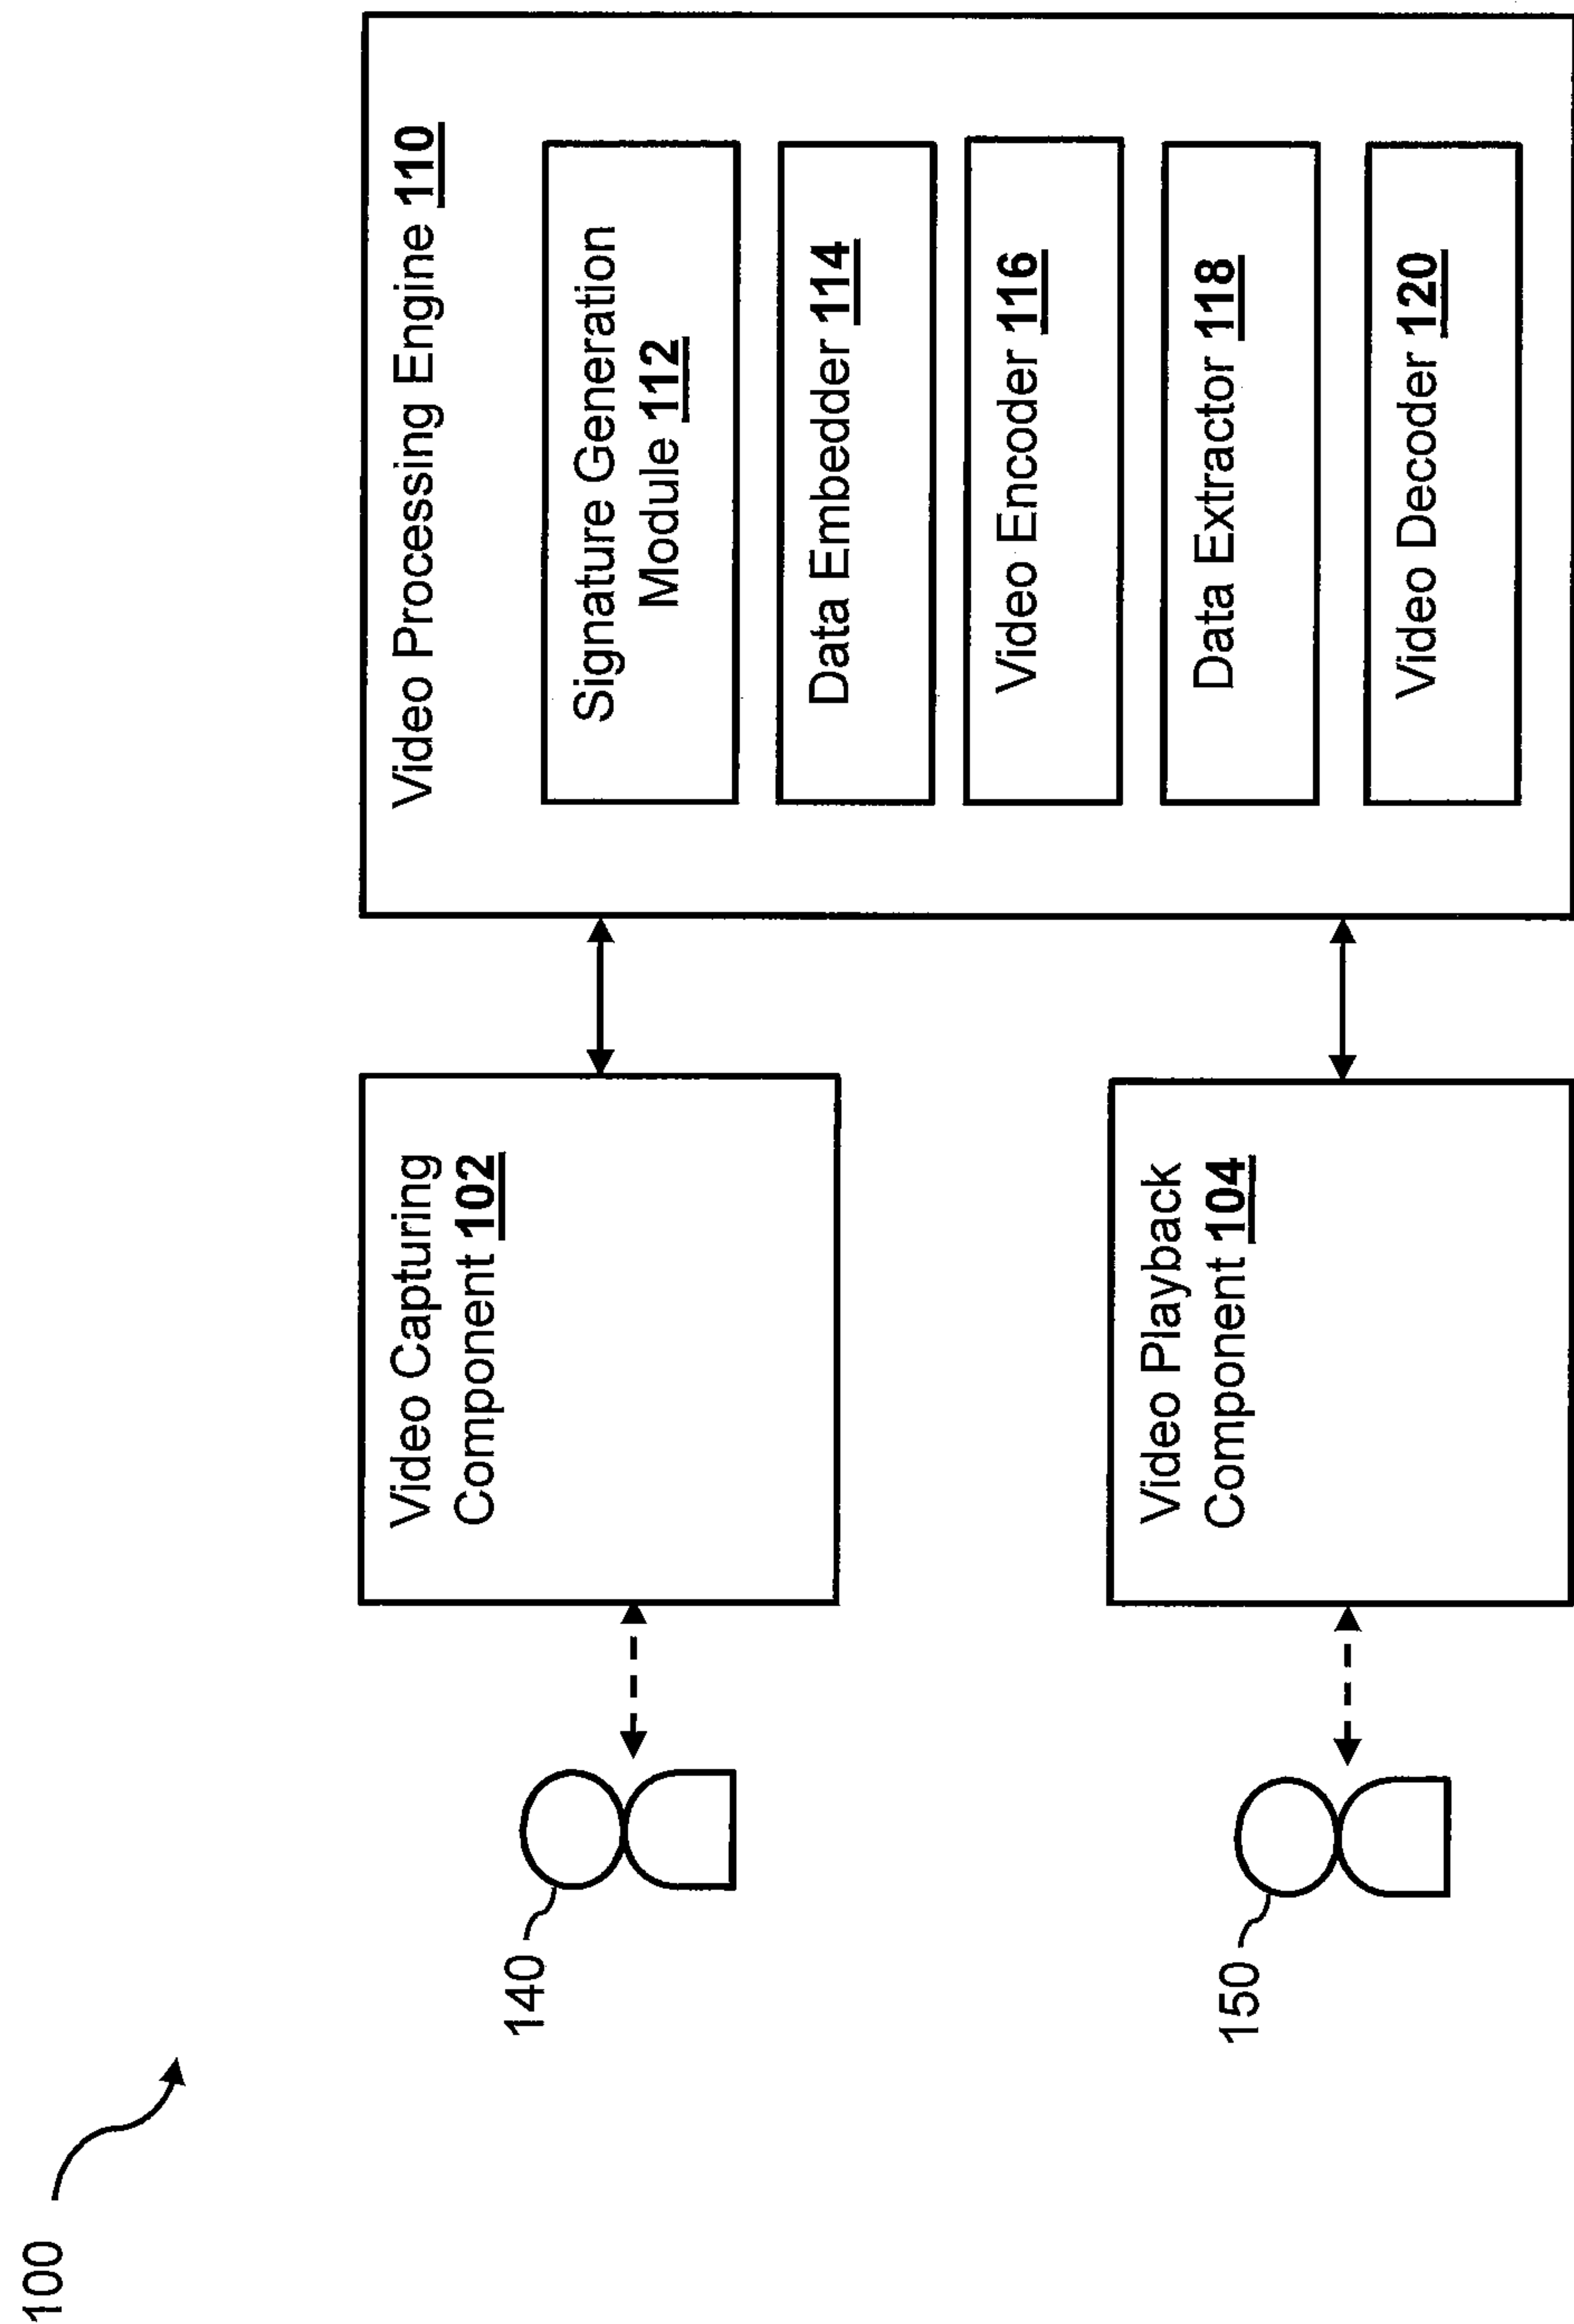 100
140
150
Video Capturing
Component 102
Video Playback
Component 104
Video Processing Engine 110
Signature Generation
Module 112
Data Embedder 114
Video Encoder 116
Data Extractor 118
Video Decoder 120